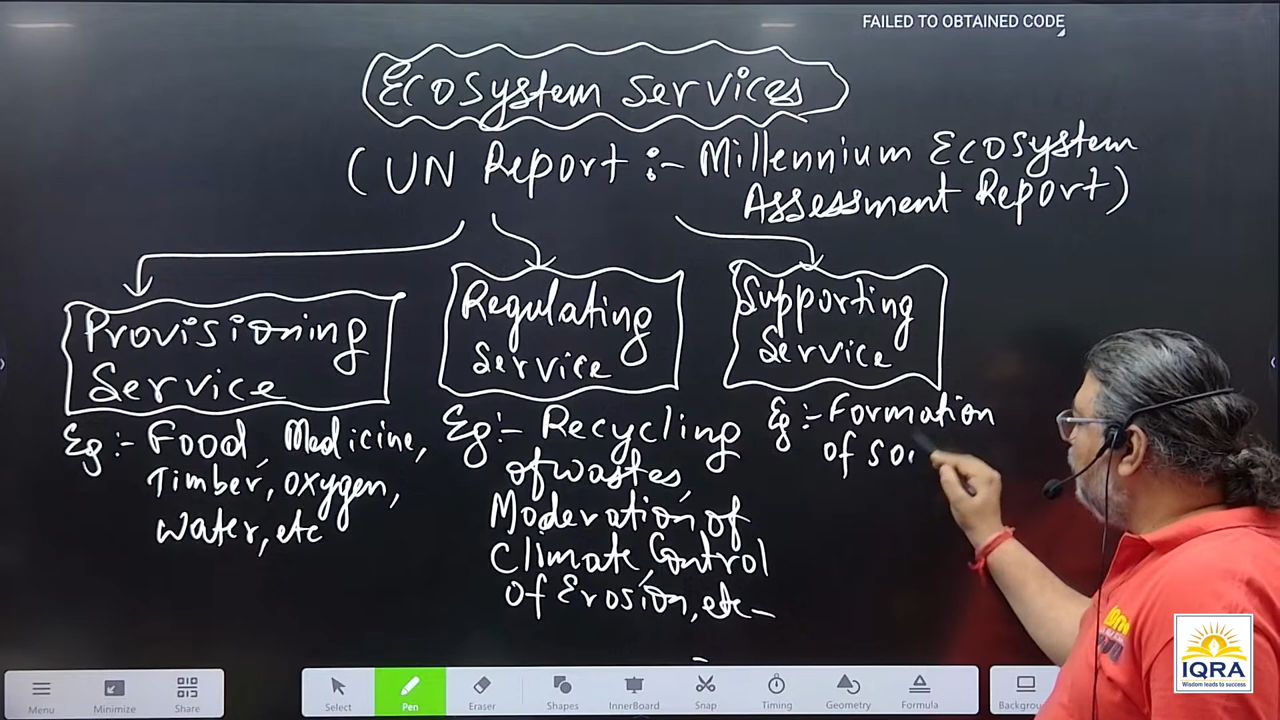 FAILED TO OBTAINED CODE
Ecosystem Services
(UN Report :- Millennium Ecosystem
Assessment Report)
Provisioning
Service
Eg:- Food, Medicine,
Timber, Oxygen,
Water, etc
Regulating
Service
Eg:- Recycling
of wastes,
Moderation of
Climate, Control
of Erosion, etc-
Supporting
Service
Eg:- Formation
of soi
Menu
Minimize
Share
Select
Pen
Eraser
Shapes
InnerBoard
Snap
Timing
Geometry
Formula
Backgrou
IQRA
Wisdom leads to success